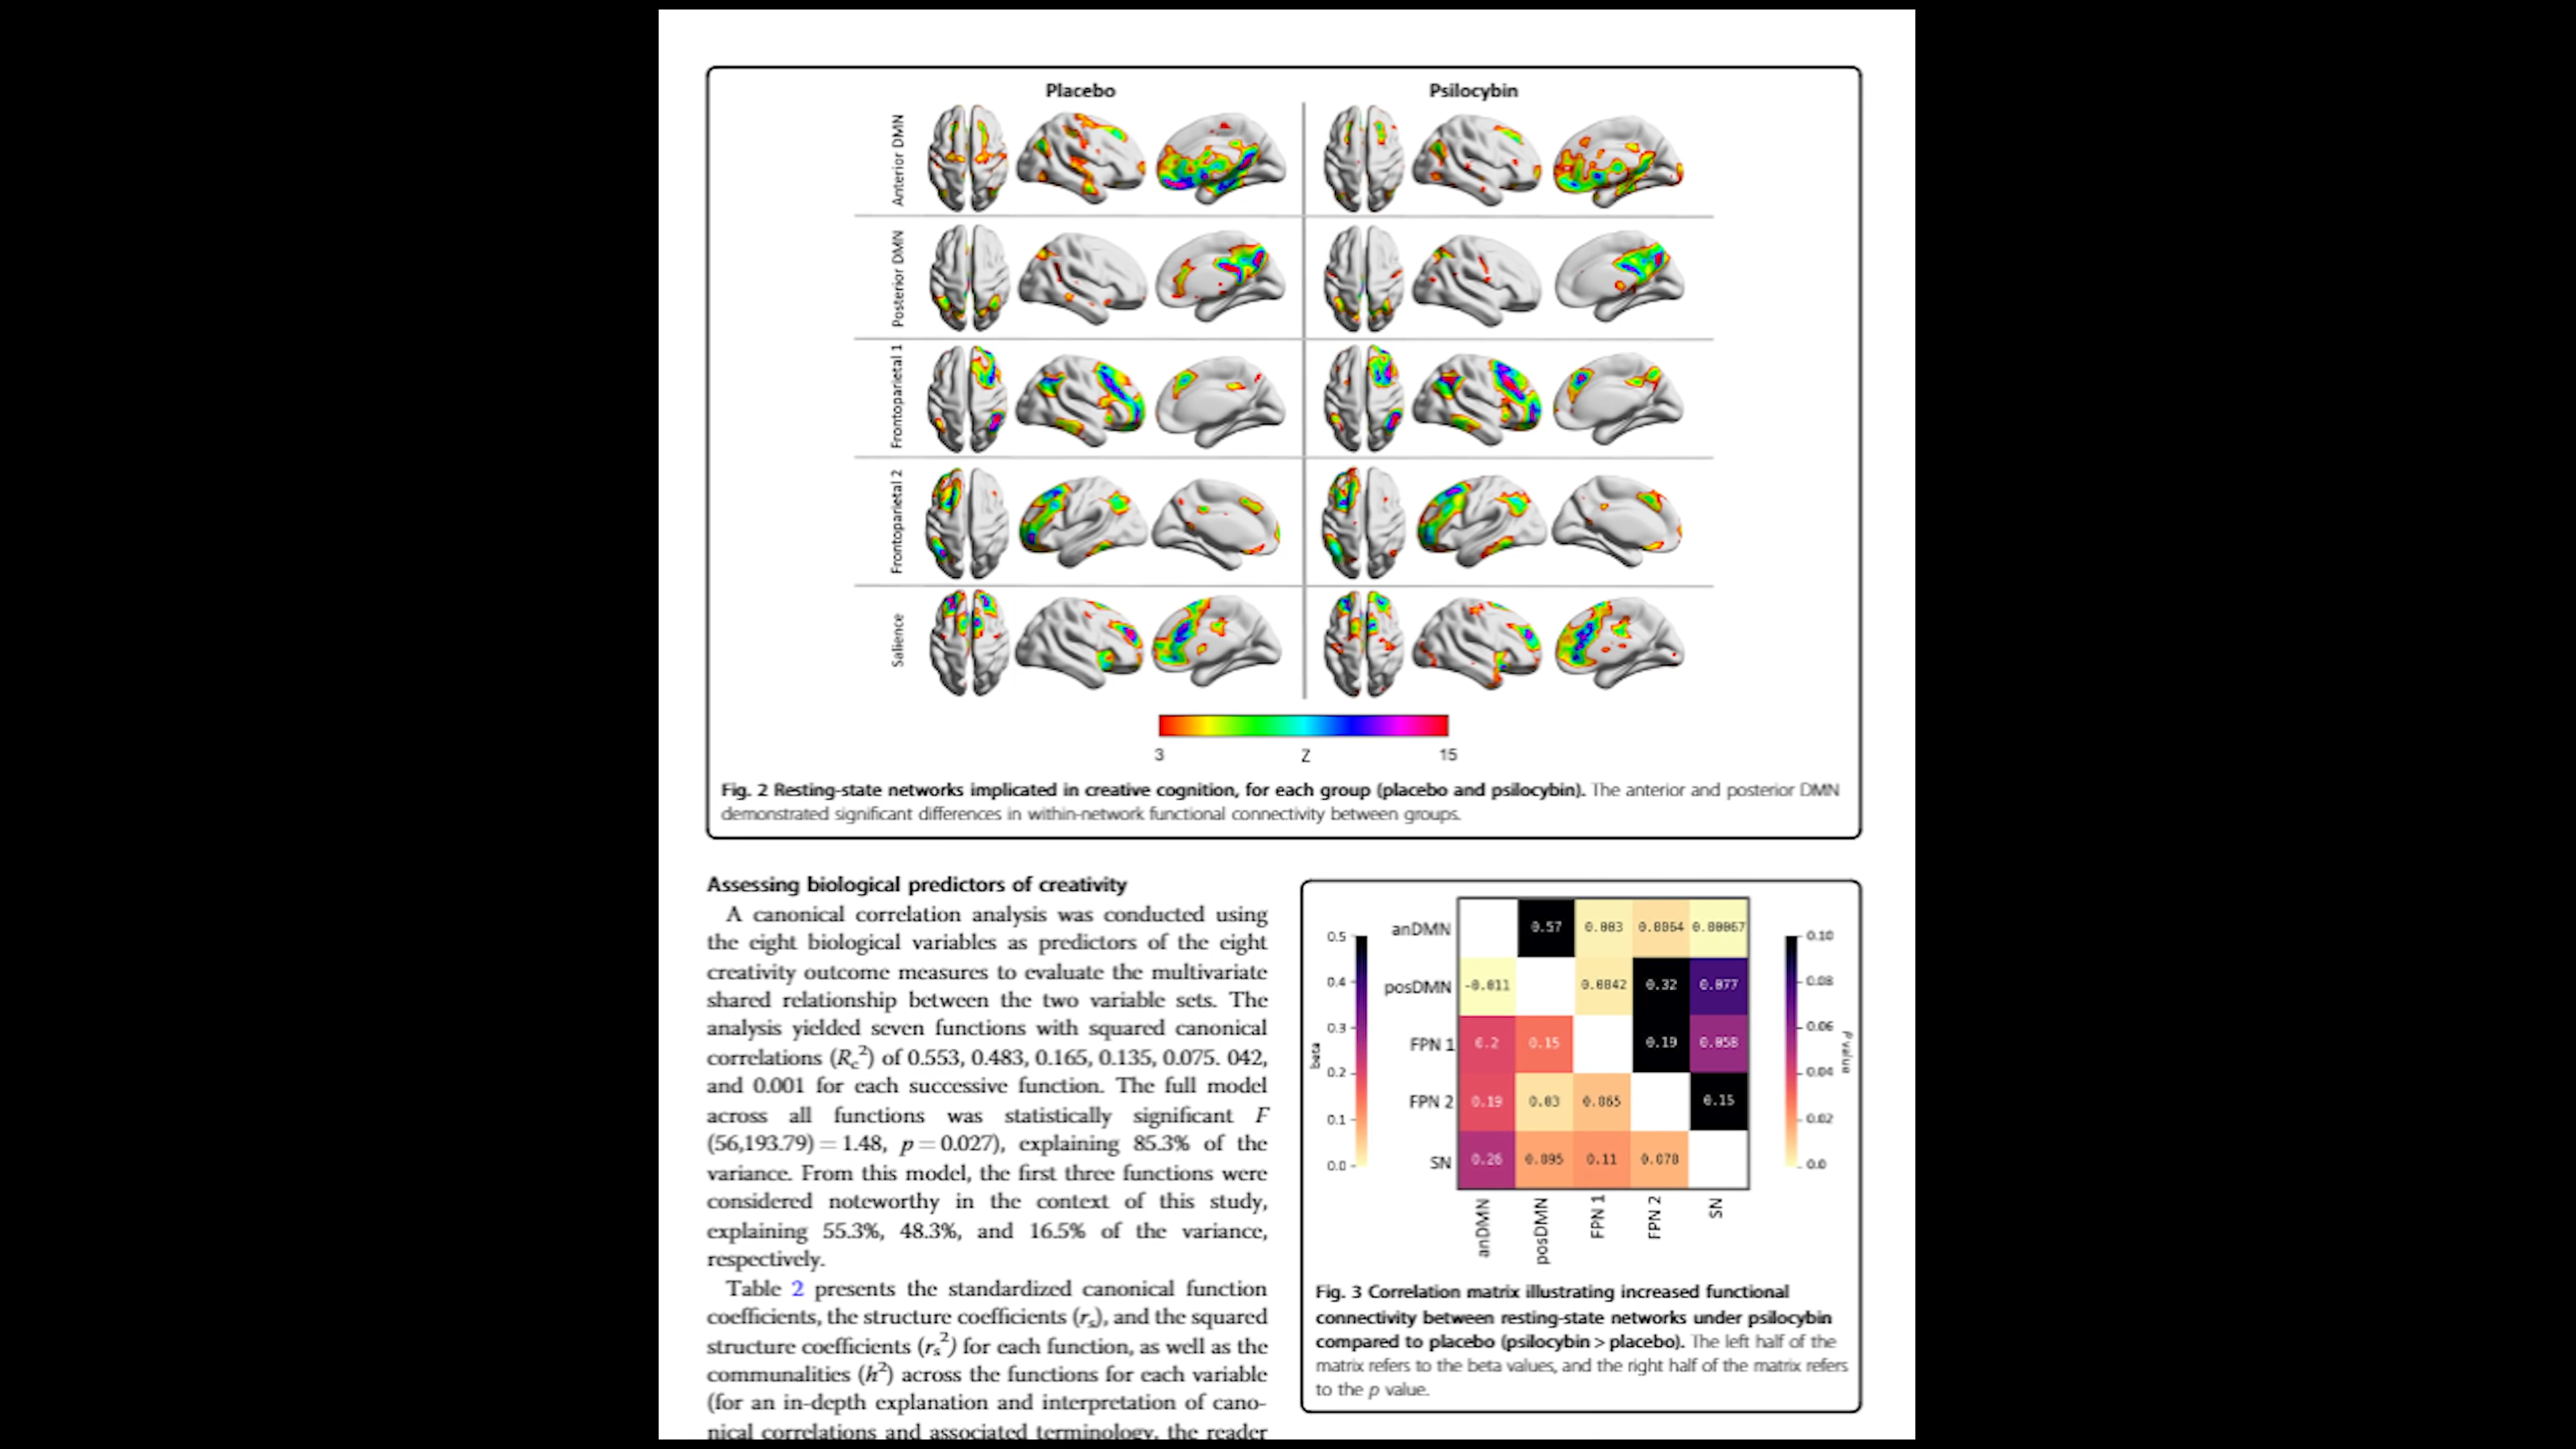 Placebo
Psilocybin
Anterior DMN
Posterior DMN
Frontoparietal 1
Frontoparietal 2
Salience
3
Z
15
Fig. 2 Resting-state networks implicated in creative cognition, for each group (placebo and psilocybin). The anterior and posterior DMN
demonstrated significant differences in within-network functional connectivity between groups.
Assessing biological predictors of creativity
A canonical correlation analysis was conducted using
the eight biological variables as predictors of the eight
creativity outcome measures to evaluate the multivariate
shared relationship between the two variable sets. The
analysis yielded seven functions with squared canonical
correlations (Rc²) of 0.553, 0.483, 0.165, 0.135, 0.075. 042,
and 0.001 for each successive function. The full model
across all functions was statistically significant F
(56,193.79) = 1.48, p = 0.027), explaining 85.3% of the
variance. From this model, the first three functions were
considered noteworthy in the context of this study,
explaining 55.3%, 48.3%, and 16.5% of the variance,
respectively.
Table 2 presents the standardized canonical function
coefficients, the structure coefficients (rs), and the squared
structure coefficients (rs²) for each function, as well as the
communalities (h²) across the functions for each variable
(for an in-depth explanation and interpretation of cano-
nical correlations and associated terminology, the reader
0.5
0.4
0.3
0.2
0.1
0.0
beta
anDMN 0.57 0.003 0.0064 0.00067
posDMN -0.011 0.0042 0.32 0.077
FPN 1 0.2 0.15 0.19 0.058
FPN 2 0.19 0.03 0.065 0.15
SN 0.26 0.095 0.11 0.078
anDMN
posDMN
FPN 1
FPN 2
SN
0.10
0.08
0.06
0.04
0.02
0.0
P value
Fig. 3 Correlation matrix illustrating increased functional
connectivity between resting-state networks under psilocybin
compared to placebo (psilocybin > placebo). The left half of the
matrix refers to the beta values, and the right half of the matrix refers
to the p value.